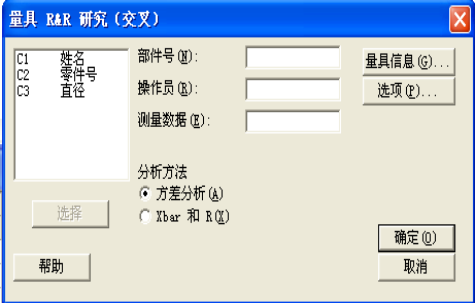 量具 R&R 研究（交叉）
C1 姓名
C2 零件号
C3 直径
部件号(N):
操作员(R):
测量数据(E):
量具信息(G)...
选项(P)...
分析方法
方差分析(A)
Xbar 和 R(X)
选择
确定(O)
帮助
取消